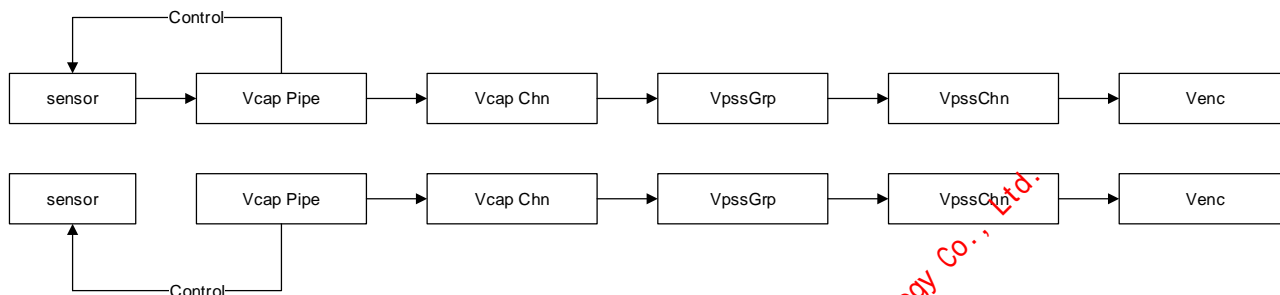 Control
sensor Vcap Pipe Vcap Chn VpssGrp VpssChn Venc
sensor Vcap Pipe Vcap Chn VpssGrp VpssChn Venc
Co., Ltd.
Control